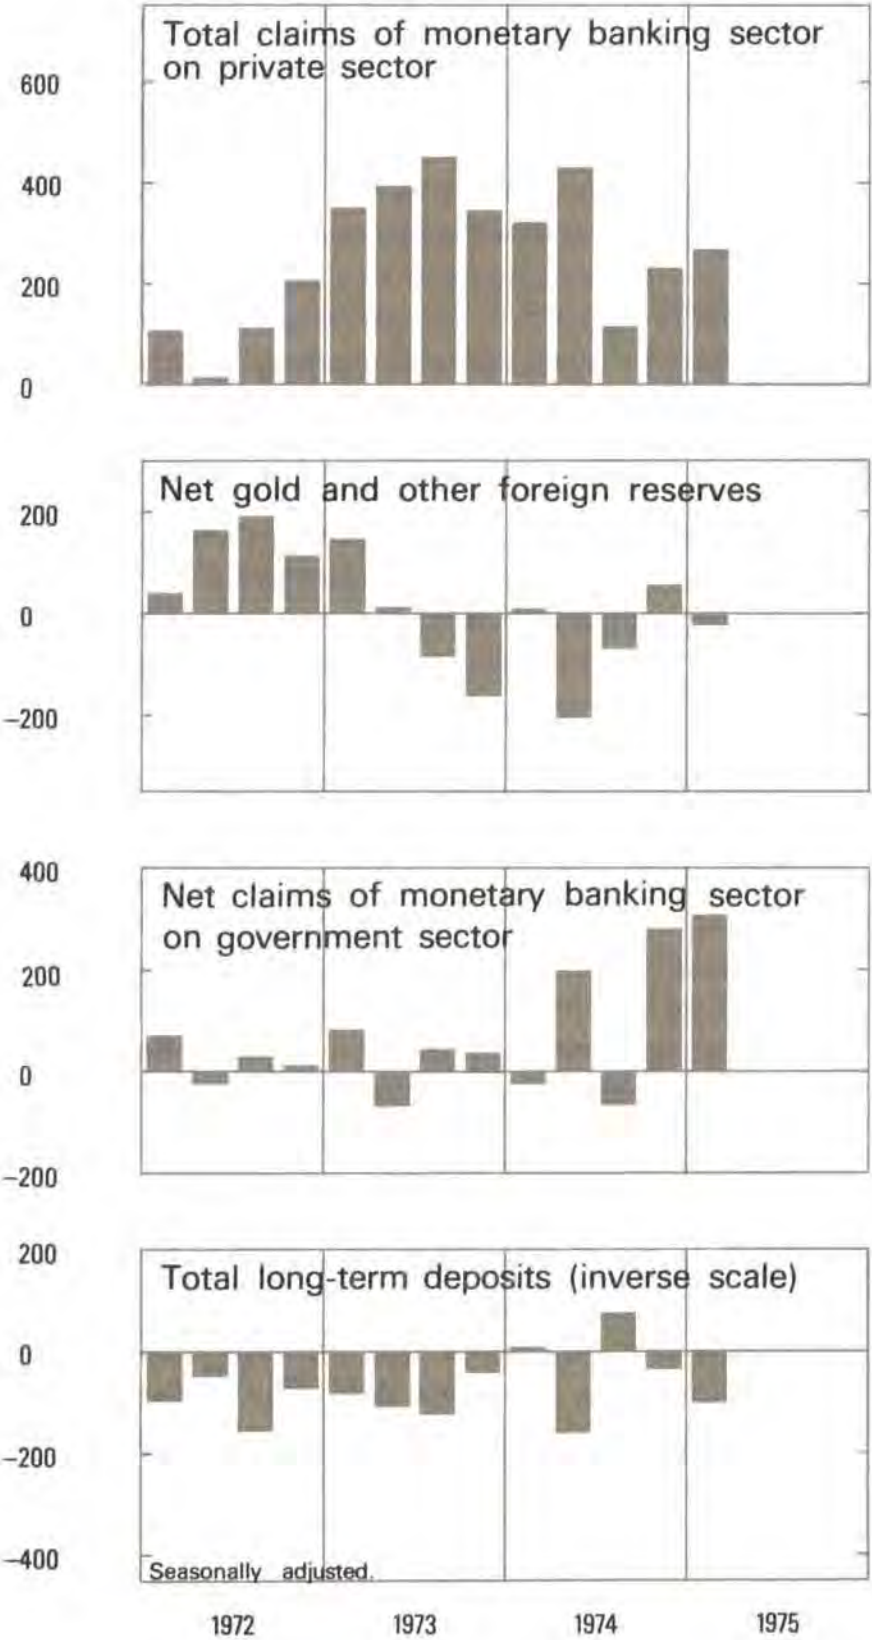 Total claims of monetary banking sector
on private sector
600
400
200
0
Net gold and other foreign reserves
200
0
–200
400
Net claims of monetary banking sector
on government sector
200
0
–200
200
Total long-term deposits (inverse scale)
0
–200
–400
Seasonally adjusted.
1972 1973 1974 1975